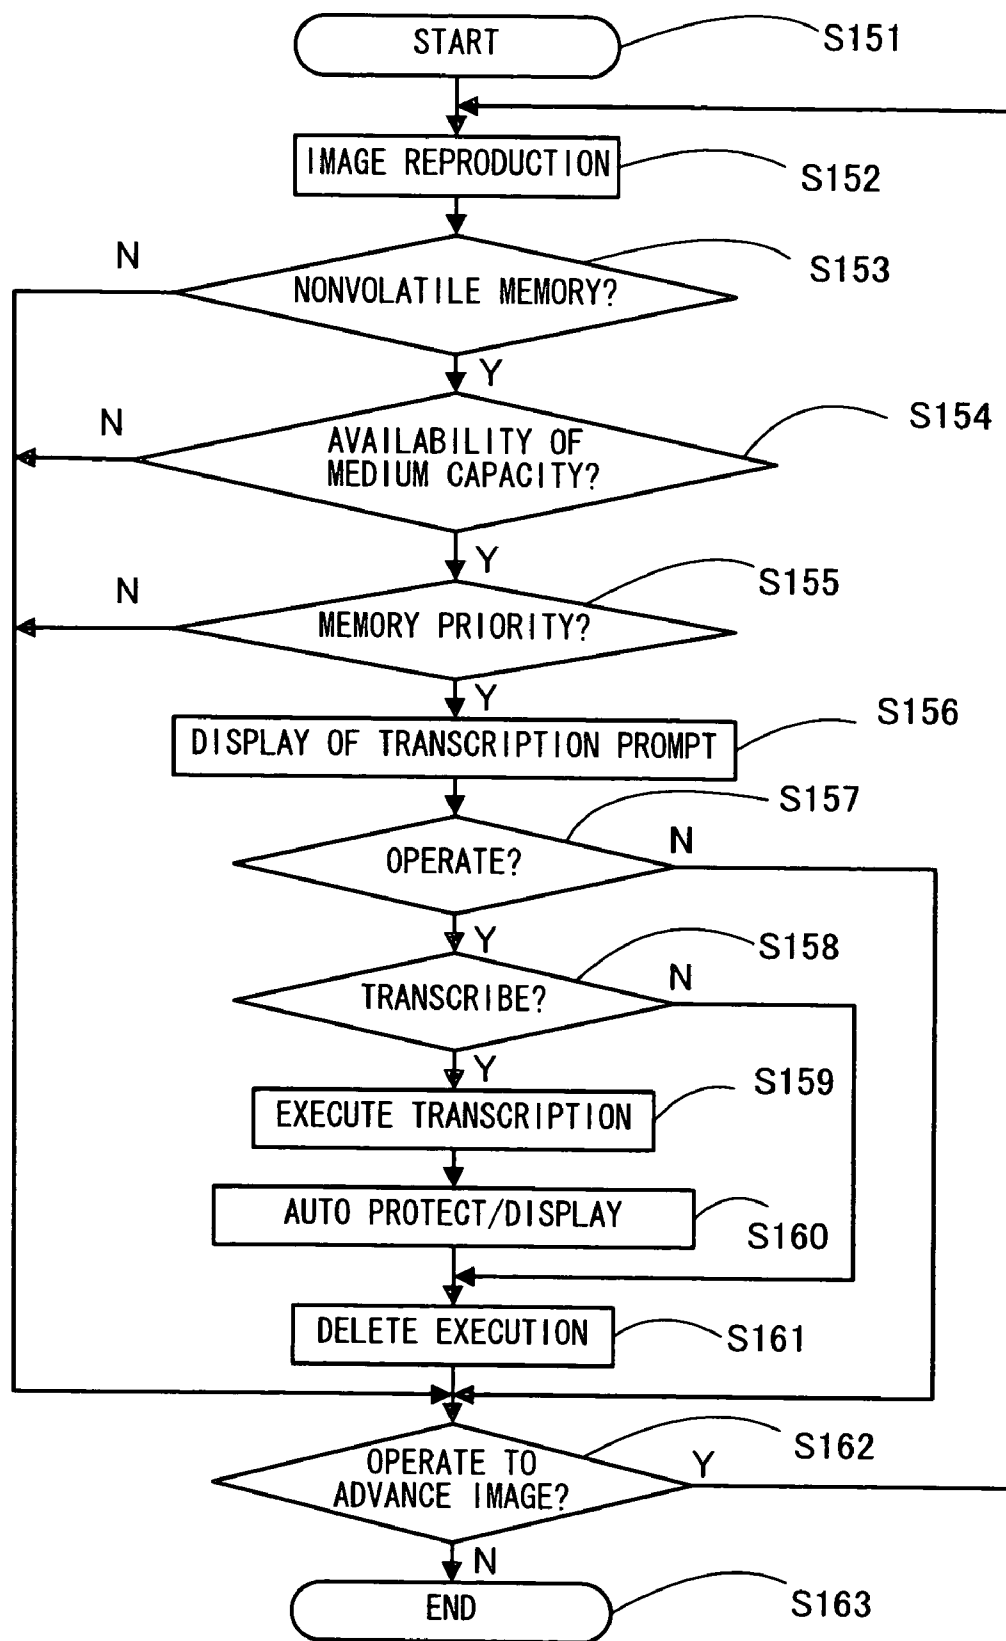 START
S151
IMAGE REPRODUCTION
S152
N
S153
NONVOLATILE MEMORY?
Y
S154
N
AVAILABILITY OF
MEDIUM CAPACITY?
Y
S155
N
MEMORY PRIORITY?
Y
S156
DISPLAY OF TRANSCRIPTION PROMPT
S157
N
OPERATE?
Y
S158
N
TRANSCRIBE?
Y
S159
EXECUTE TRANSCRIPTION
AUTO PROTECT/DISPLAY
S160
DELETE EXECUTION
S161
S162
OPERATE TO
ADVANCE IMAGE?
Y
N
END
S163